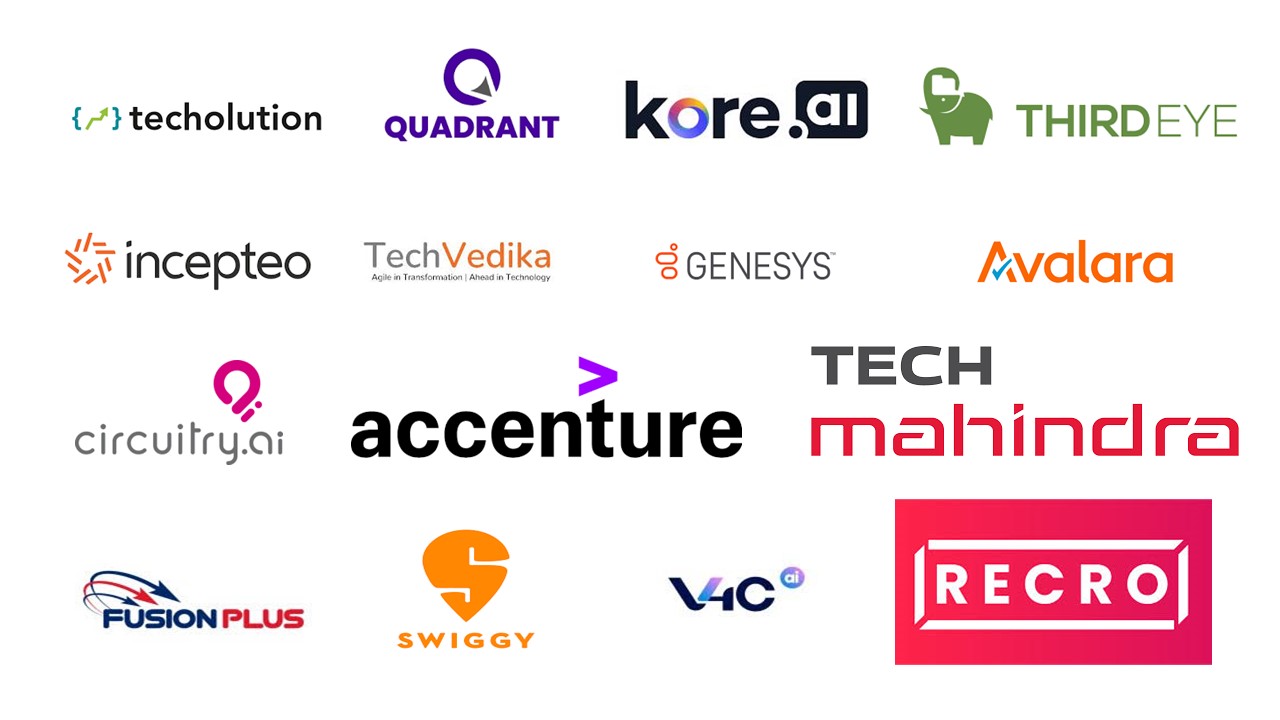 { } techolution
QUADRANT
kore.ai
THIRDEYE
incepteo
TechVedika
Agile in Transformation | Ahead in Technology
GENESYS™
Avalara
circuitry.ai
>
accenture
TECH
mahindra
FUSION PLUS
SWIGGY
V4C ai
RECRO